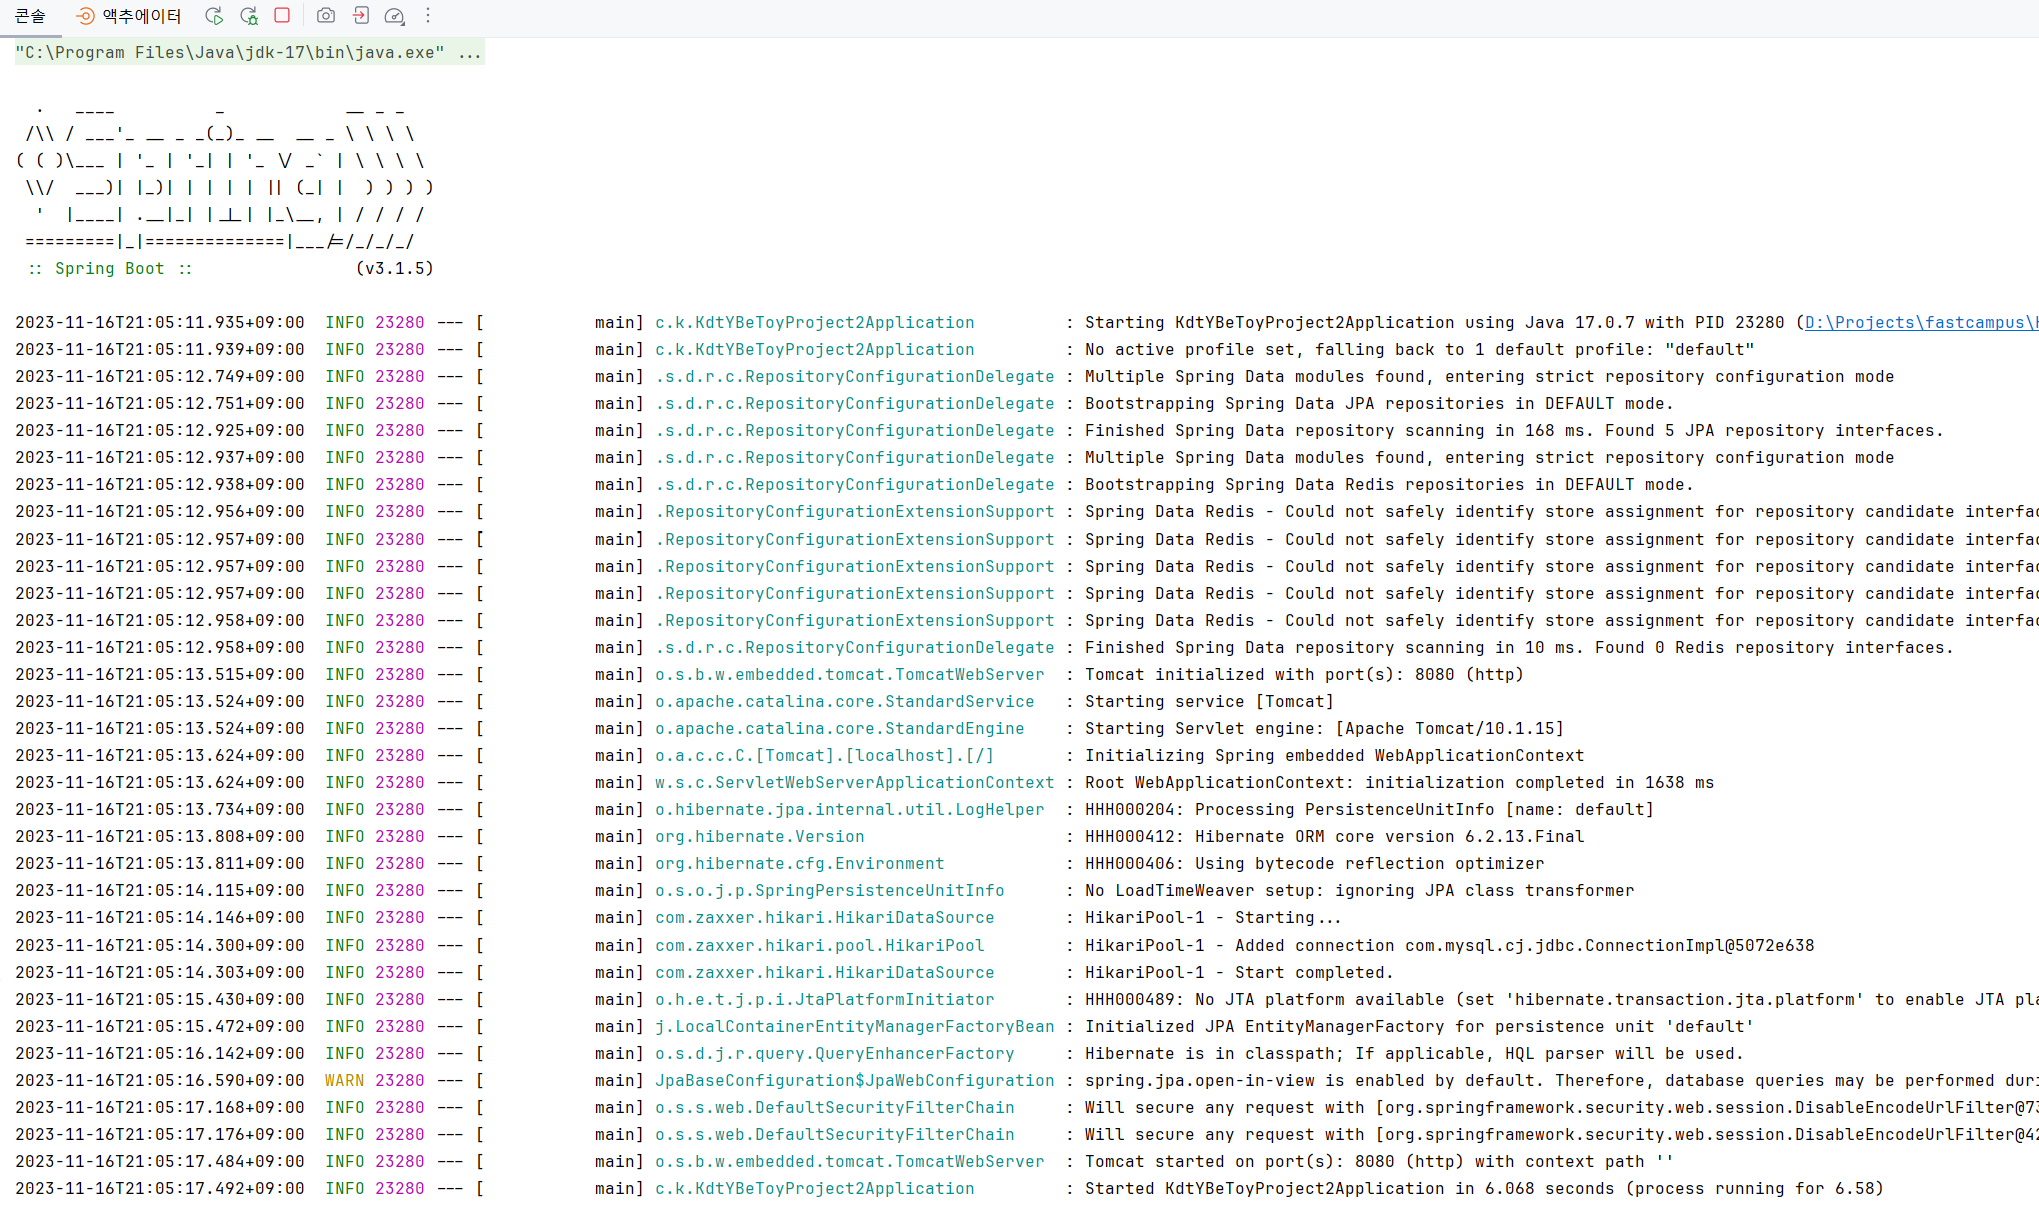 콘솔 액추에이터
"C:\Program Files\Java\jdk-17\bin\java.exe" ...
  .   ____          _            __ _ _
 /\\ / ___'_ __ _ _(_)_ __  __ _ \ \ \ \
( ( )\___ | '_ | '_| | '_ \/ _` | \ \ \ \
 \\/  ___)| |_)| | | | | || (_| |  ) ) ) )
  '  |____| .__|_| |_|_| |_\__, | / / / /
 =========|_|==============|___/=/_/_/_/
 :: Spring Boot ::                (v3.1.5)
2023-11-16T21:05:11.935+09:00  INFO 23280 --- [           main] c.k.KdtYBeToyProject2Application         : Starting KdtYBeToyProject2Application using Java 17.0.7 with PID 23280 (D:\Projects\fastcampus\
2023-11-16T21:05:11.939+09:00  INFO 23280 --- [           main] c.k.KdtYBeToyProject2Application         : No active profile set, falling back to 1 default profile: "default"
2023-11-16T21:05:12.749+09:00  INFO 23280 --- [           main] .s.d.r.c.RepositoryConfigurationDelegate : Multiple Spring Data modules found, entering strict repository configuration mode
2023-11-16T21:05:12.751+09:00  INFO 23280 --- [           main] .s.d.r.c.RepositoryConfigurationDelegate : Bootstrapping Spring Data JPA repositories in DEFAULT mode.
2023-11-16T21:05:12.925+09:00  INFO 23280 --- [           main] .s.d.r.c.RepositoryConfigurationDelegate : Finished Spring Data repository scanning in 168 ms. Found 5 JPA repository interfaces.
2023-11-16T21:05:12.937+09:00  INFO 23280 --- [           main] .s.d.r.c.RepositoryConfigurationDelegate : Multiple Spring Data modules found, entering strict repository configuration mode
2023-11-16T21:05:12.938+09:00  INFO 23280 --- [           main] .s.d.r.c.RepositoryConfigurationDelegate : Bootstrapping Spring Data Redis repositories in DEFAULT mode.
2023-11-16T21:05:12.956+09:00  INFO 23280 --- [           main] .RepositoryConfigurationExtensionSupport : Spring Data Redis - Could not safely identify store assignment for repository candidate interfac
2023-11-16T21:05:12.957+09:00  INFO 23280 --- [           main] .RepositoryConfigurationExtensionSupport : Spring Data Redis - Could not safely identify store assignment for repository candidate interfac
2023-11-16T21:05:12.957+09:00  INFO 23280 --- [           main] .RepositoryConfigurationExtensionSupport : Spring Data Redis - Could not safely identify store assignment for repository candidate interfac
2023-11-16T21:05:12.957+09:00  INFO 23280 --- [           main] .RepositoryConfigurationExtensionSupport : Spring Data Redis - Could not safely identify store assignment for repository candidate interfac
2023-11-16T21:05:12.958+09:00  INFO 23280 --- [           main] .RepositoryConfigurationExtensionSupport : Spring Data Redis - Could not safely identify store assignment for repository candidate interfac
2023-11-16T21:05:12.958+09:00  INFO 23280 --- [           main] .s.d.r.c.RepositoryConfigurationDelegate : Finished Spring Data repository scanning in 10 ms. Found 0 Redis repository interfaces.
2023-11-16T21:05:13.515+09:00  INFO 23280 --- [           main] o.s.b.w.embedded.tomcat.TomcatWebServer  : Tomcat initialized with port(s): 8080 (http)
2023-11-16T21:05:13.524+09:00  INFO 23280 --- [           main] o.apache.catalina.core.StandardService   : Starting service [Tomcat]
2023-11-16T21:05:13.524+09:00  INFO 23280 --- [           main] o.apache.catalina.core.StandardEngine    : Starting Servlet engine: [Apache Tomcat/10.1.15]
2023-11-16T21:05:13.624+09:00  INFO 23280 --- [           main] o.a.c.c.C.[Tomcat].[localhost].[/]       : Initializing Spring embedded WebApplicationContext
2023-11-16T21:05:13.624+09:00  INFO 23280 --- [           main] w.s.c.ServletWebServerApplicationContext : Root WebApplicationContext: initialization completed in 1638 ms
2023-11-16T21:05:13.734+09:00  INFO 23280 --- [           main] o.hibernate.jpa.internal.util.LogHelper  : HHH000204: Processing PersistenceUnitInfo [name: default]
2023-11-16T21:05:13.808+09:00  INFO 23280 --- [           main] org.hibernate.Version                    : HHH000412: Hibernate ORM core version 6.2.13.Final
2023-11-16T21:05:13.811+09:00  INFO 23280 --- [           main] org.hibernate.cfg.Environment            : HHH000406: Using bytecode reflection optimizer
2023-11-16T21:05:14.115+09:00  INFO 23280 --- [           main] o.s.o.j.p.SpringPersistenceUnitInfo      : No LoadTimeWeaver setup: ignoring JPA class transformer
2023-11-16T21:05:14.146+09:00  INFO 23280 --- [           main] com.zaxxer.hikari.HikariDataSource       : HikariPool-1 - Starting...
2023-11-16T21:05:14.300+09:00  INFO 23280 --- [           main] com.zaxxer.hikari.pool.HikariPool        : HikariPool-1 - Added connection com.mysql.cj.jdbc.ConnectionImpl@5072e638
2023-11-16T21:05:14.303+09:00  INFO 23280 --- [           main] com.zaxxer.hikari.HikariDataSource       : HikariPool-1 - Start completed.
2023-11-16T21:05:15.430+09:00  INFO 23280 --- [           main] o.h.e.t.j.p.i.JtaPlatformInitiator       : HHH000489: No JTA platform available (set 'hibernate.transaction.jta.platform' to enable JTA pla
2023-11-16T21:05:15.472+09:00  INFO 23280 --- [           main] j.LocalContainerEntityManagerFactoryBean : Initialized JPA EntityManagerFactory for persistence unit 'default'
2023-11-16T21:05:16.142+09:00  INFO 23280 --- [           main] o.s.d.j.r.query.QueryEnhancerFactory     : Hibernate is in classpath; If applicable, HQL parser will be used.
2023-11-16T21:05:16.590+09:00  WARN 23280 --- [           main] JpaBaseConfiguration$JpaWebConfiguration : spring.jpa.open-in-view is enabled by default. Therefore, database queries may be performed duri
2023-11-16T21:05:17.168+09:00  INFO 23280 --- [           main] o.s.s.web.DefaultSecurityFilterChain     : Will secure any request with [org.springframework.security.web.session.DisableEncodeUrlFilter@73
2023-11-16T21:05:17.176+09:00  INFO 23280 --- [           main] o.s.s.web.DefaultSecurityFilterChain     : Will secure any request with [org.springframework.security.web.session.DisableEncodeUrlFilter@42
2023-11-16T21:05:17.484+09:00  INFO 23280 --- [           main] o.s.b.w.embedded.tomcat.TomcatWebServer  : Tomcat started on port(s): 8080 (http) with context path ''
2023-11-16T21:05:17.492+09:00  INFO 23280 --- [           main] c.k.KdtYBeToyProject2Application         : Started KdtYBeToyProject2Application in 6.068 seconds (process running for 6.58)